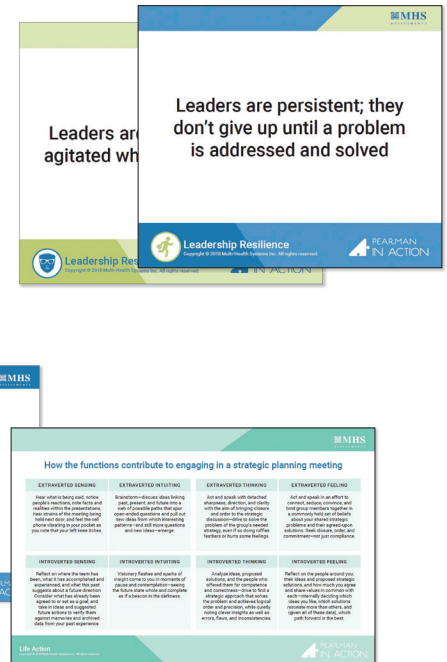 MHS
ASSESSMENTS
Leaders are persistent; they
don't give up until a problem
is addressed and solved
Leadership Resilience
Copyright © 2018 Multi-Health Systems Inc. All rights reserved.
PEARMAN
IN ACTION
Leaders
agitated
Leadership
IN ACTION
MHS
MHS
How the functions contribute to engaging in a strategic planning meeting
EXTRAVERTED SENSING
Hear what is being said, notice
people's reactions, note facts and
realities within the presentations,
hear strains of the meeting being
held next door, and feel the cell
phone vibrating in your pocket as
you note that your left knee itches.
EXTRAVERTED INTUITING
Brainstorm—discuss ideas linking
past, present, and future into a
web of possible paths that spur
open-ended questions and pull out
new ideas from which interesting
patterns—and still more questions
and new ideas—emerge.
EXTRAVERTED THINKING
Act and speak with detached
sharpness, direction, and clarity
with the aim of bringing closure
and order to the strategic
discussion—drive to solve the
problem of the group's needed
strategy, even if so doing ruffles
feathers or hurts some feelings.
EXTRAVERTED FEELING
Act and speak in an effort to
connect, seduce, convince, and
bind group members together in
a commonly held set of beliefs
about your shared strategic
problems and their agreed-upon
solutions. Seek closure, order, and
commitment—not just compliance.
INTROVERTED SENSING
Reflect on where the team has
been, what it has accomplished and
experienced, and what this past
suggests about a future direction.
Consider what has already been
agreed to or set as a goal, and
take in ideas and suggested
future actions to verify them
against memories and archived
data from your past experience.
INTROVERTED INTUITING
Visionary flashes and sparks of
insight come to you in moments of
pause and contemplation—seeing
the future state whole and complete
as if a beacon in the darkness.
INTROVERTED THINKING
Analyze ideas, proposed
solutions, and the people who
offered them for competence
and correctness—drive to find a
strategic approach that solves
the problem and achieves logical
order and precision, while quietly
noting clever insights as well as
errors, flaws, and inconsistencies.
INTROVERTED FEELING
Reflect on the people around you,
their ideas and proposed strategic
solutions, and how much you agree
and share values in common with
each—internally deciding which
ideas you like, which solutions
resonate more than others, and
(given all of these data), which
path forward is the best
Life Action
PEARMAN
IN ACTION